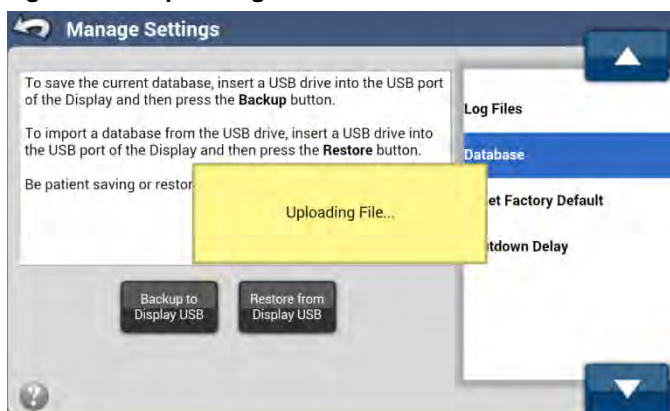 Manage Settings
To save the current database, insert a USB drive into the USB port
of the Display and then press the Backup button.
To import a database from the USB drive, insert a USB drive into
the USB port of the Display and then press the Restore button.
Be patient saving or restor
Uploading File...
Backup to
Display USB
Restore from
Display USB
Log Files
Database
et Factory Default
tdown Delay
?